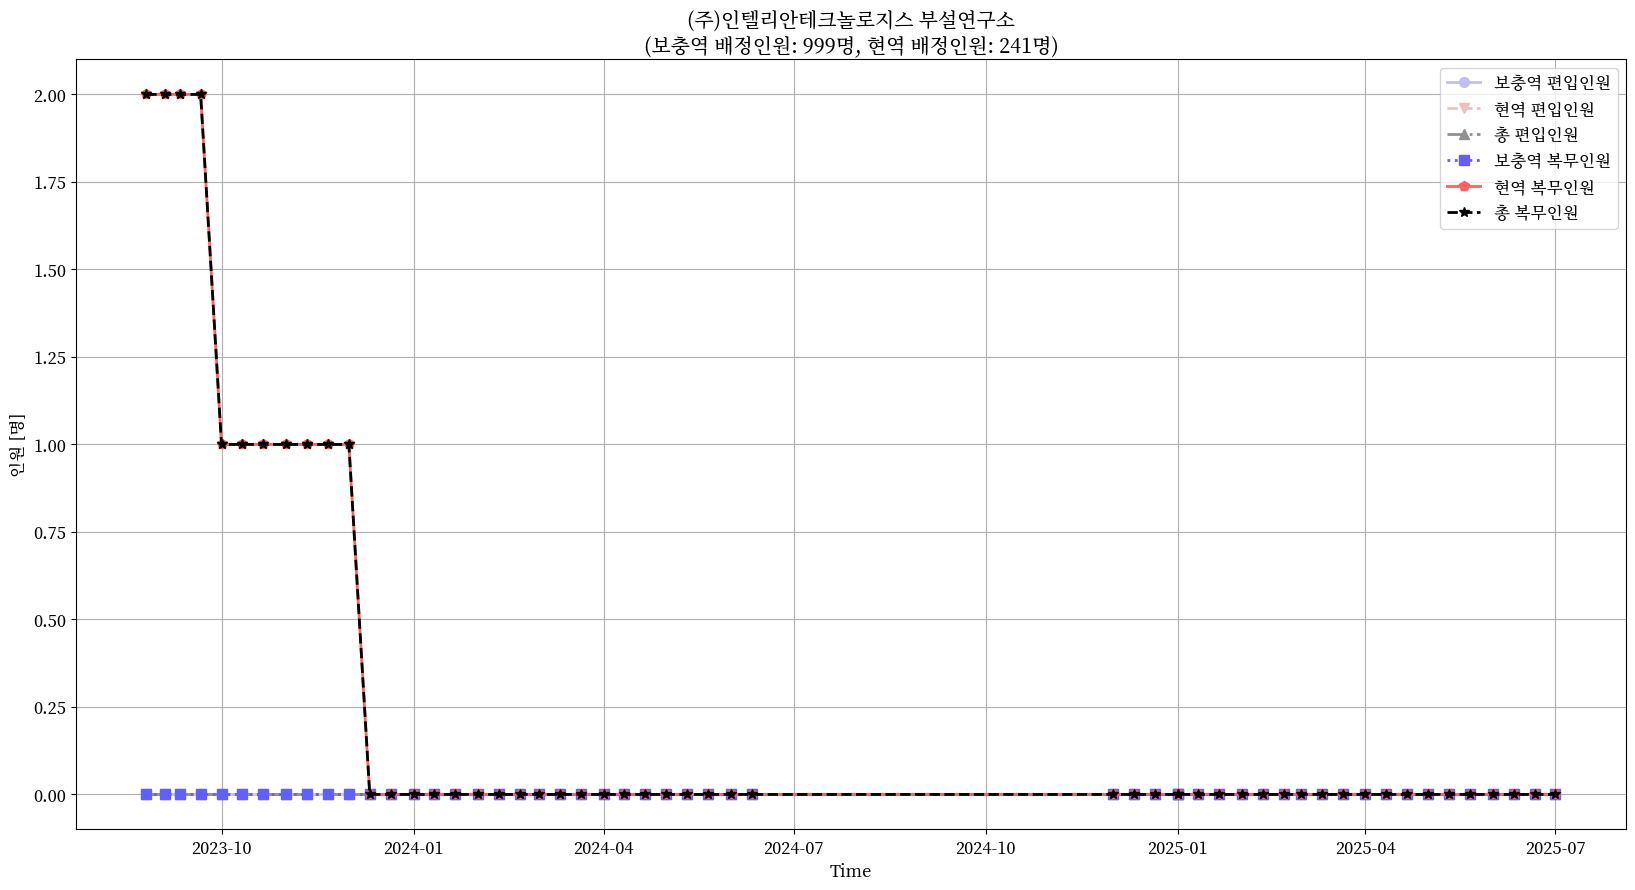 (주)인텔리안테크놀로지스 부설연구소
(보충역 배정인원: 999명, 현역 배정인원: 241명)
보충역 편입인원
현역 편입인원
총 편입인원
보충역 복무인원
현역 복무인원
총 복무인원
인원 [명]
2.00
1.75
1.50
1.25
1.00
0.75
0.50
0.25
0.00
2023-10 2024-01 2024-04 2024-07 2024-10 2025-01 2025-04 2025-07
Time